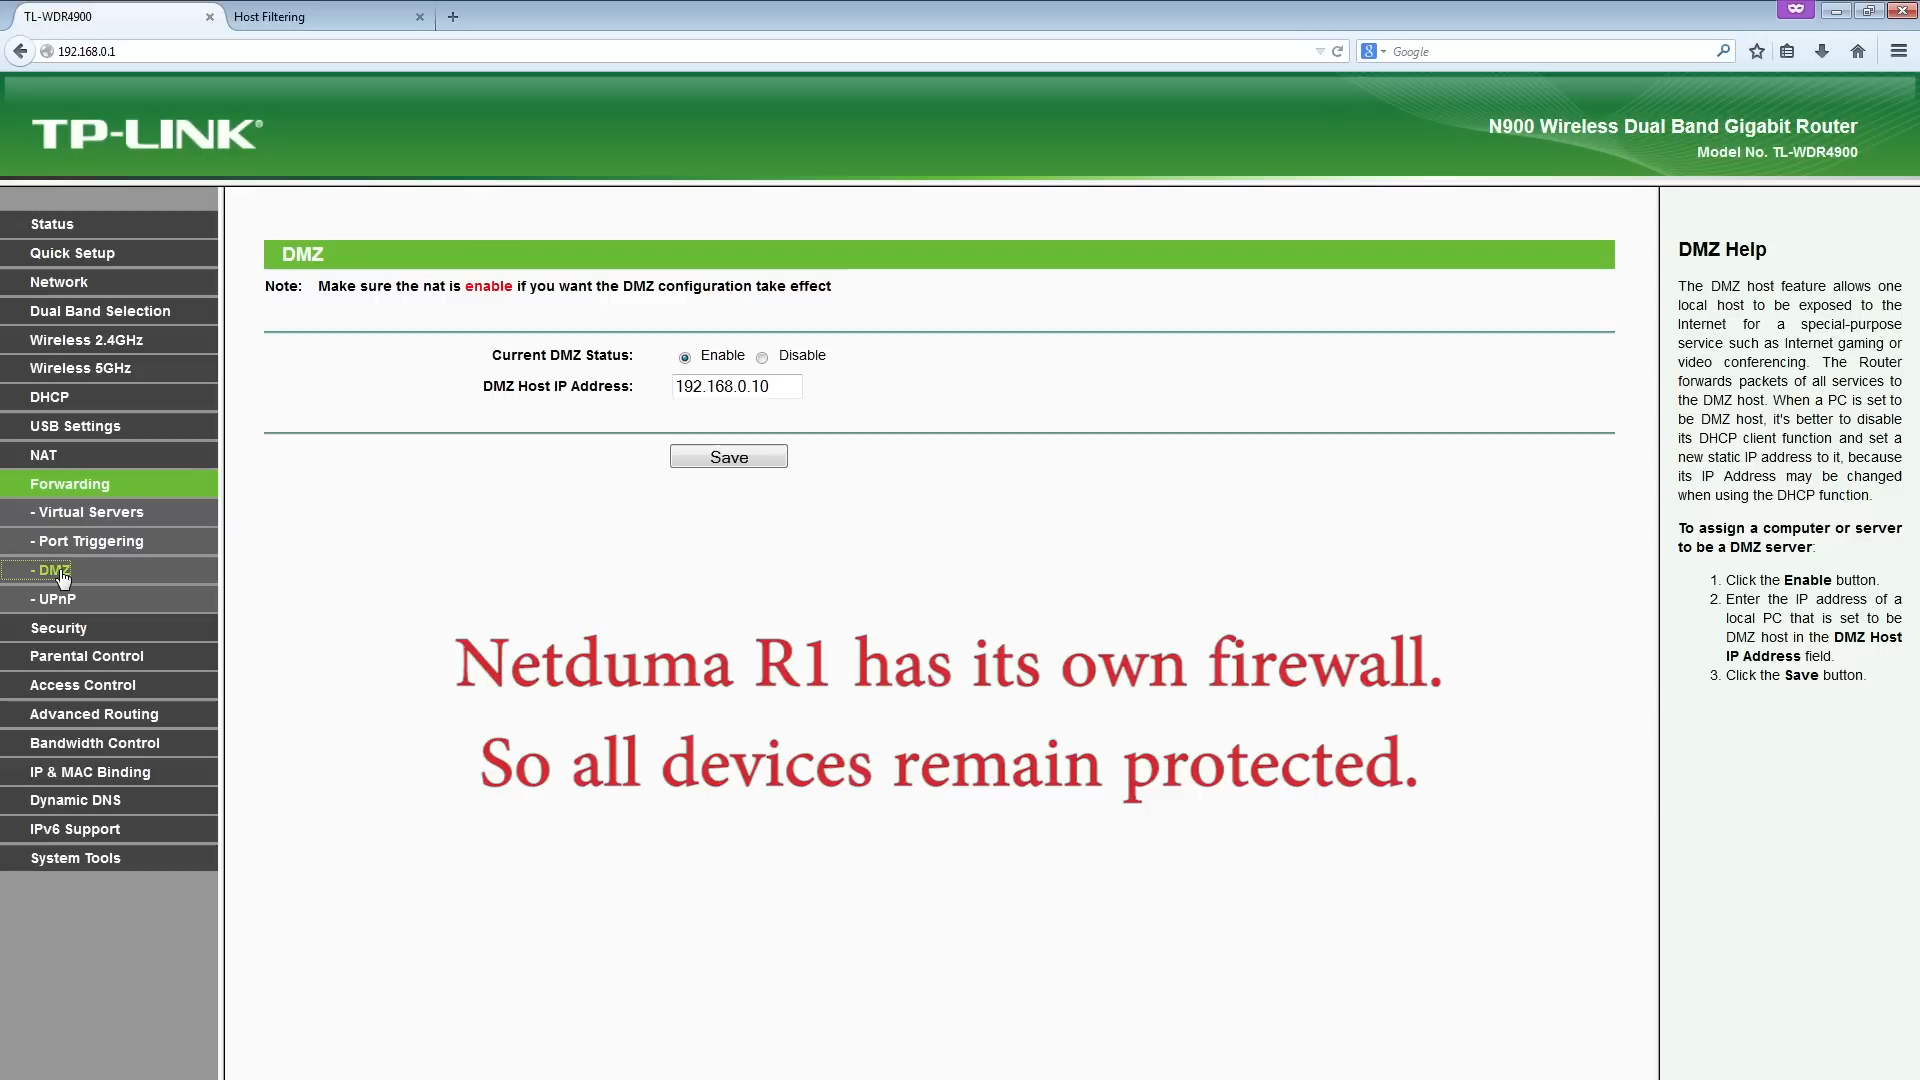 TL-WDR4900
Host Filtering
192.168.0.1
Google
TP-LINK®
N900 Wireless Dual Band Gigabit Router
Model No. TL-WDR4900
Status
Quick Setup
Network
Dual Band Selection
Wireless 2.4GHz
Wireless 5GHz
DHCP
USB Settings
NAT
Forwarding
- Virtual Servers
- Port Triggering
- DMZ
- UPnP
Security
Parental Control
Access Control
Advanced Routing
Bandwidth Control
IP & MAC Binding
Dynamic DNS
IPv6 Support
System Tools
DMZ
Note: Make sure the nat is enable if you want the DMZ configuration take effect
Current DMZ Status: Enable Disable
DMZ Host IP Address: 192.168.0.10
Save
Netduma R1 has its own firewall.
So all devices remain protected.
DMZ Help
The DMZ host feature allows one
local host to be exposed to the
Internet for a special-purpose
service such as Internet gaming or
video conferencing. The Router
forwards packets of all services to
the DMZ host. When a PC is set to
be DMZ host, it's better to disable
its DHCP client function and set a
new static IP address to it, because
its IP Address may be changed
when using the DHCP function.
To assign a computer or server
to be a DMZ server:
1. Click the Enable button.
2. Enter the IP address of a
local PC that is set to be
DMZ host in the DMZ Host
IP Address field.
3. Click the Save button.